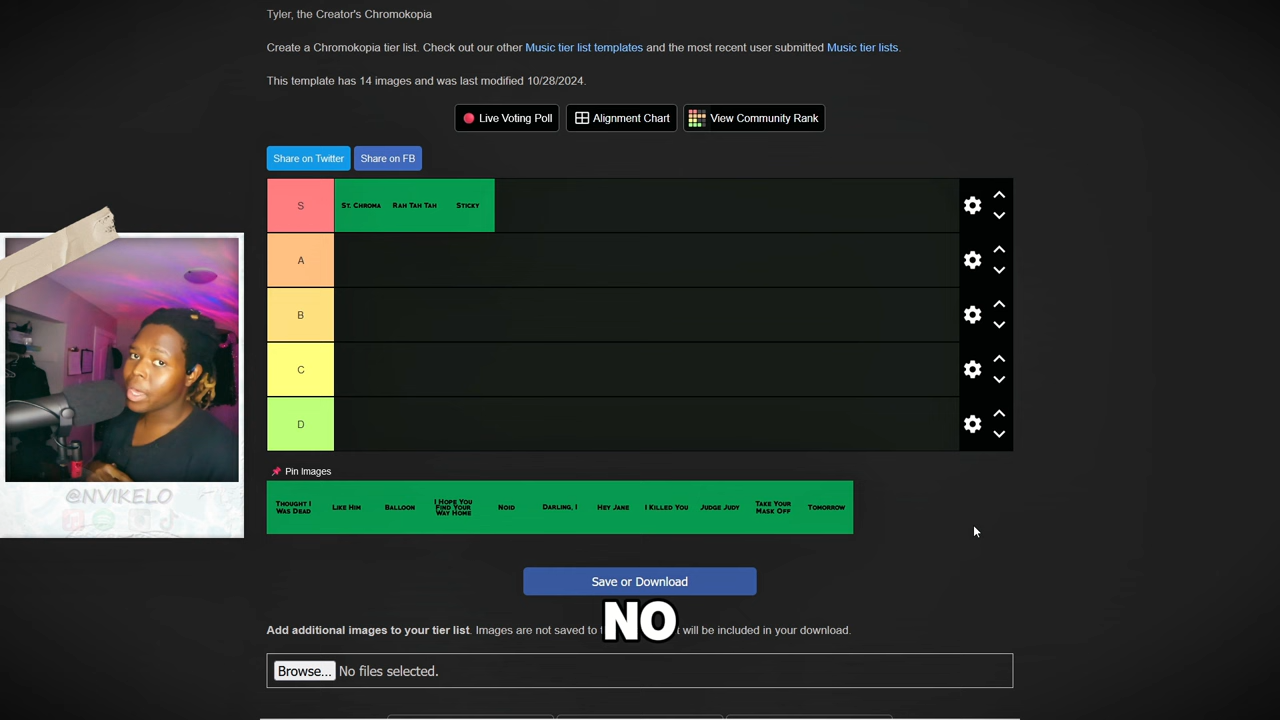 Tyler, the Creator's Chromokopia
Create a Chromokopia tier list. Check out our other Music tier list templates and the most recent user submitted Music tier lists.
This template has 14 images and was last modified 10/28/2024.
Live Voting Poll
Alignment Chart
View Community Rank
Share on Twitter
Share on FB
S
ST. CHROMA
RAH TAH TAH
STICKY
A
B
C
D
@NVIKELO
Pin Images
THOUGHT I
WAS DEAD
LIKE HIM
BALLOON
I HOPE YOU
FIND YOUR
WAY HOME
NOID
DARLING, I
HEY JANE
I KILLED YOU
JUDGE JUDY
TAKE YOUR
MASK OFF
TOMORROW
Save or Download
NO
Add additional images to your tier list. Images are not saved to will be included in your download.
Browse... No files selected.